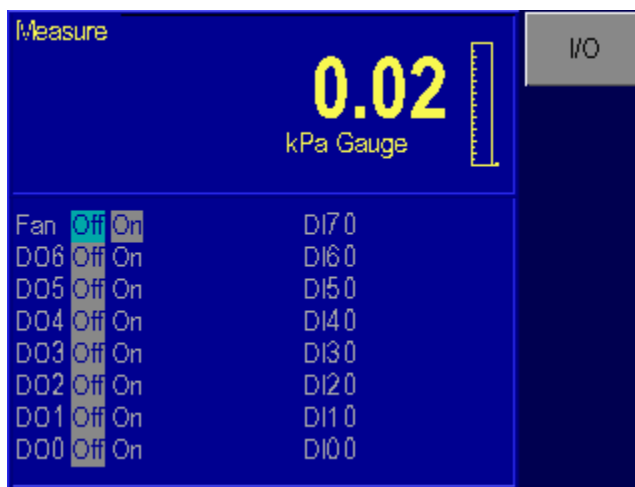 Measure
I/O
0.02
kPa Gauge
Fan Off On DI7 0
DO6 Off On DI6 0
DO5 Off On DI5 0
DO4 Off On DI4 0
DO3 Off On DI3 0
DO2 Off On DI2 0
DO1 Off On DI1 0
DO0 Off On DI0 0